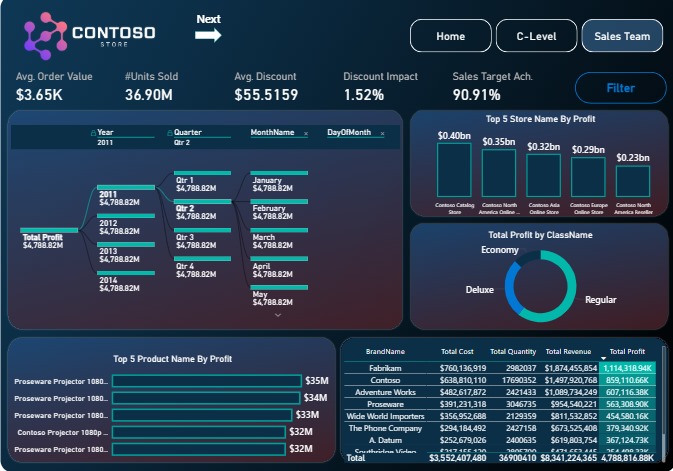 CONTOSO
STORE
Next
Home
C-Level
Sales Team
Avg. Order Value
#Units Sold
Avg. Discount
Discount Impact
Sales Target Ach.
$3.65K
36.90M
$55.5159
1.52%
90.91%
Filter
Year
Quarter
MonthName
DayOfMonth
2011
Qtr 2
Total Profit
$4,788.82M
2011
$4,788.82M
2012
$4,788.82M
2013
$4,788.82M
2014
$4,788.82M
Qtr 1
$4,788.82M
Qtr 2
$4,788.82M
Qtr 3
$4,788.82M
Qtr 4
$4,788.82M
January
$4,788.82M
February
$4,788.82M
March
$4,788.82M
April
$4,788.82M
May
$4,788.82M
Top 5 Store Name By Profit
$0.40bn
$0.35bn
$0.32bn
$0.29bn
$0.23bn
Contoso Catalog Store
Contoso North America Online ...
Contoso Asia Online Store
Contoso Europe Online Store
Contoso North America Reseller
Total Profit by ClassName
Economy
Deluxe
Regular
Top 5 Product Name By Profit
Proseware Projector 1080... $35M
Proseware Projector 1080... $34M
Proseware Projector 1080... $33M
Contoso Projector 1080p ... $32M
Proseware Projector 1080... $32M
BrandName Total Cost Total Quantity Total Revenue Total Profit
Fabrikam $760,136,919 2982037 $1,874,455,854 1,114,318.94K
Contoso $638,810,110 17690352 $1,497,920,768 859,110.66K
Adventure Works $482,617,872 2421433 $1,089,734,249 607,116.38K
Proseware $391,231,318 3046735 $954,540,221 563,308.90K
Wide World Importers $356,952,688 2129359 $811,532,852 454,580.16K
The Phone Company $294,184,492 2427158 $673,525,408 379,340.92K
A. Datum $252,679,026 2400635 $619,803,754 367,124.73K
Southridge Video
Total $3,552,407,480 36900410 $8,341,224,365 4,788,816.88K